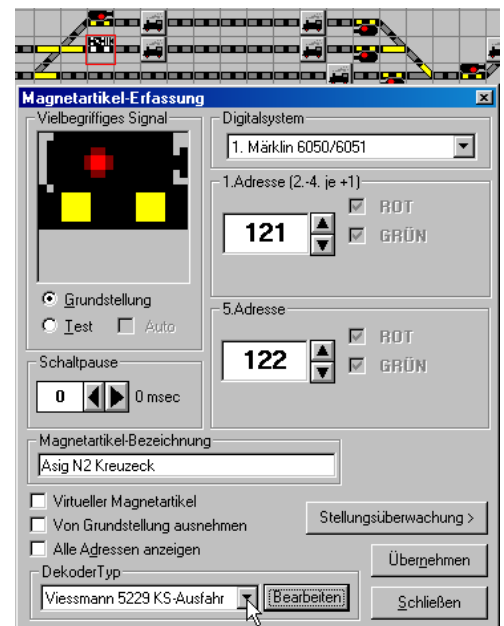 Magnetartikel-Erfassung
Vielbegriffiges Signal
Digitalsystem
1. Märklin 6050/6051
1.Adresse (2.-4. je +1)
121
ROT
GRÜN
Grundstellung
Test
Auto
5.Adresse
122
ROT
GRÜN
Schaltpause
0
0 msec
Magnetartikel-Bezeichnung
Asig N2 Kreuzeck
Virtueller Magnetartikel
Von Grundstellung ausnehmen
Alle Adressen anzeigen
Stellungsüberwachung >
Übernehmen
DekoderTyp
Viessmann 5229 KS-Ausfahr
Bearbeiten
Schließen